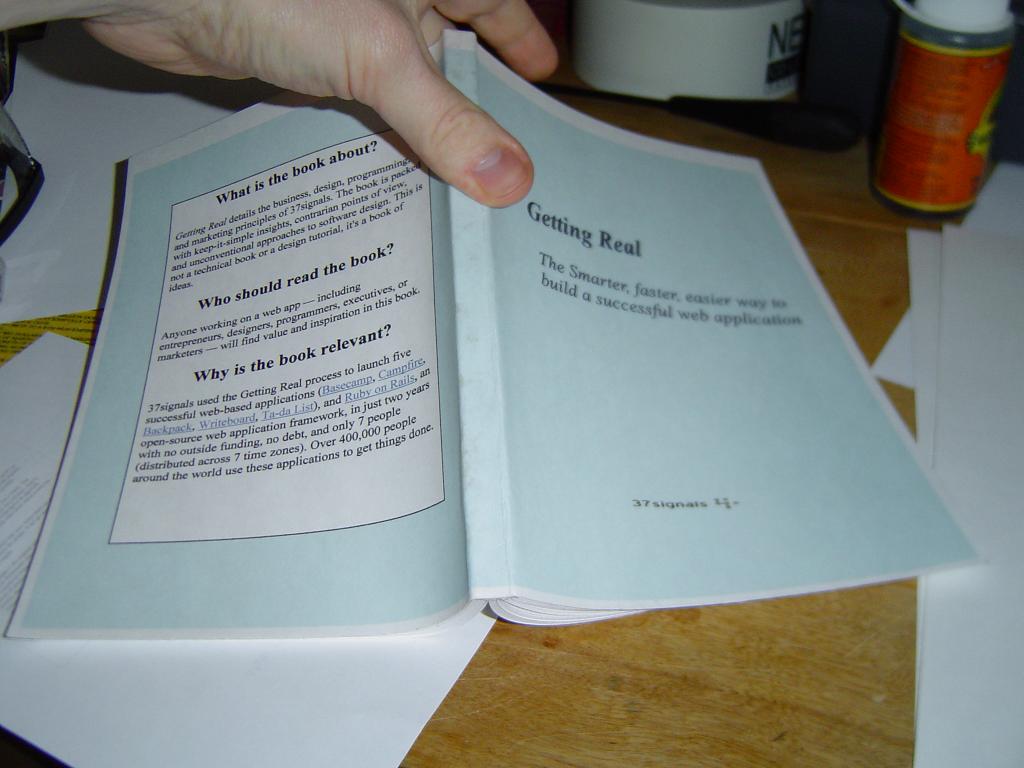 What is the book about?
Getting Real details the business, design, programming,
and marketing principles of 37signals. The book is packed
with keep-it-simple insights, contrarian points of view,
and unconventional approaches to software design. This is
not a technical book or a design tutorial, it's a book of
ideas.
Who should read the book?
Anyone working on a web app — including
entrepreneurs, designers, programmers, executives, or
marketers — will find value and inspiration in this book.
Why is the book relevant?
37signals used the Getting Real process to launch five
successful web-based applications (Basecamp, Campfire,
Backpack, Writeboard, Ta-da List), and Ruby on Rails, an
open-source web application framework, in just two years
with no outside funding, no debt, and only 7 people
(distributed across 7 time zones). Over 400,000 people
around the world use these applications to get things done.
Getting Real
The Smarter, faster, easier way to
build a successful web application
37signals
NE